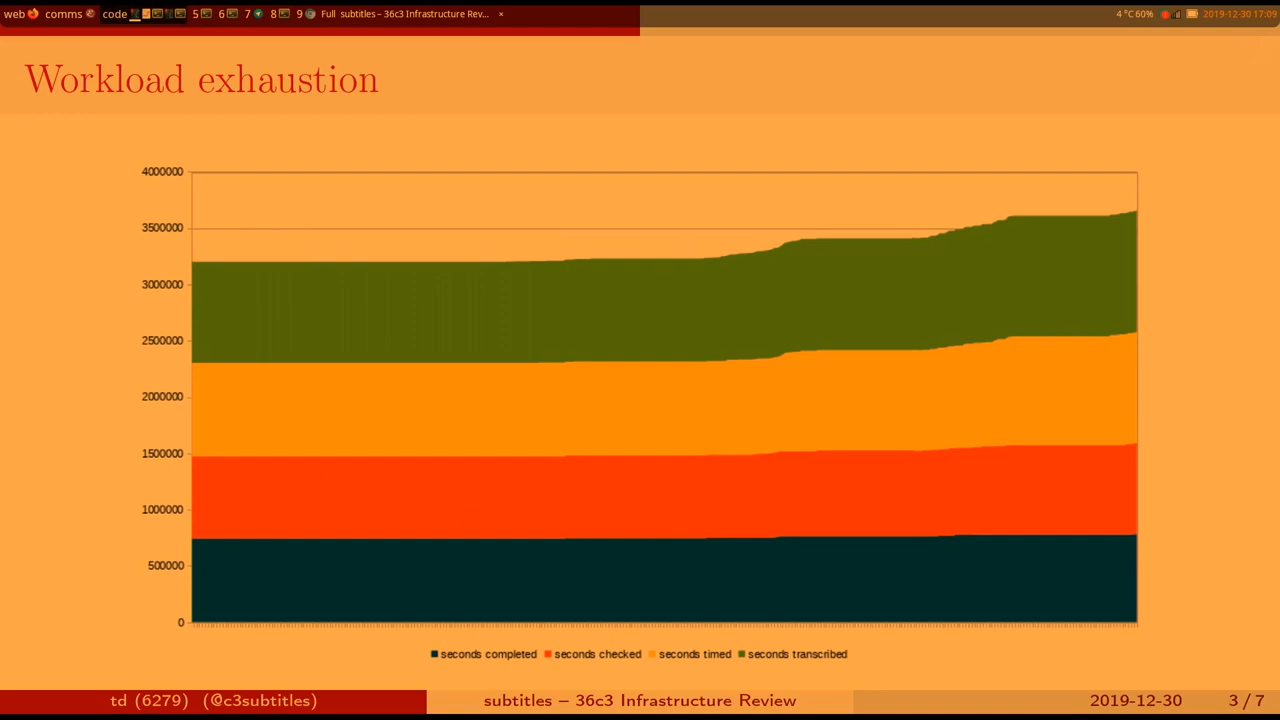 web comms code 5 6 7 8 9 Full subtitles – 36c3 Infrastructure Rev... × 4 °C 60% 2019-12-30 17:09
Workload exhaustion
4000000
3500000
3000000
2500000
2000000
1500000
1000000
500000
0
seconds completed seconds checked seconds timed seconds transcribed
td (6279) (@c3subtitles) subtitles – 36c3 Infrastructure Review 2019-12-30 3 / 7